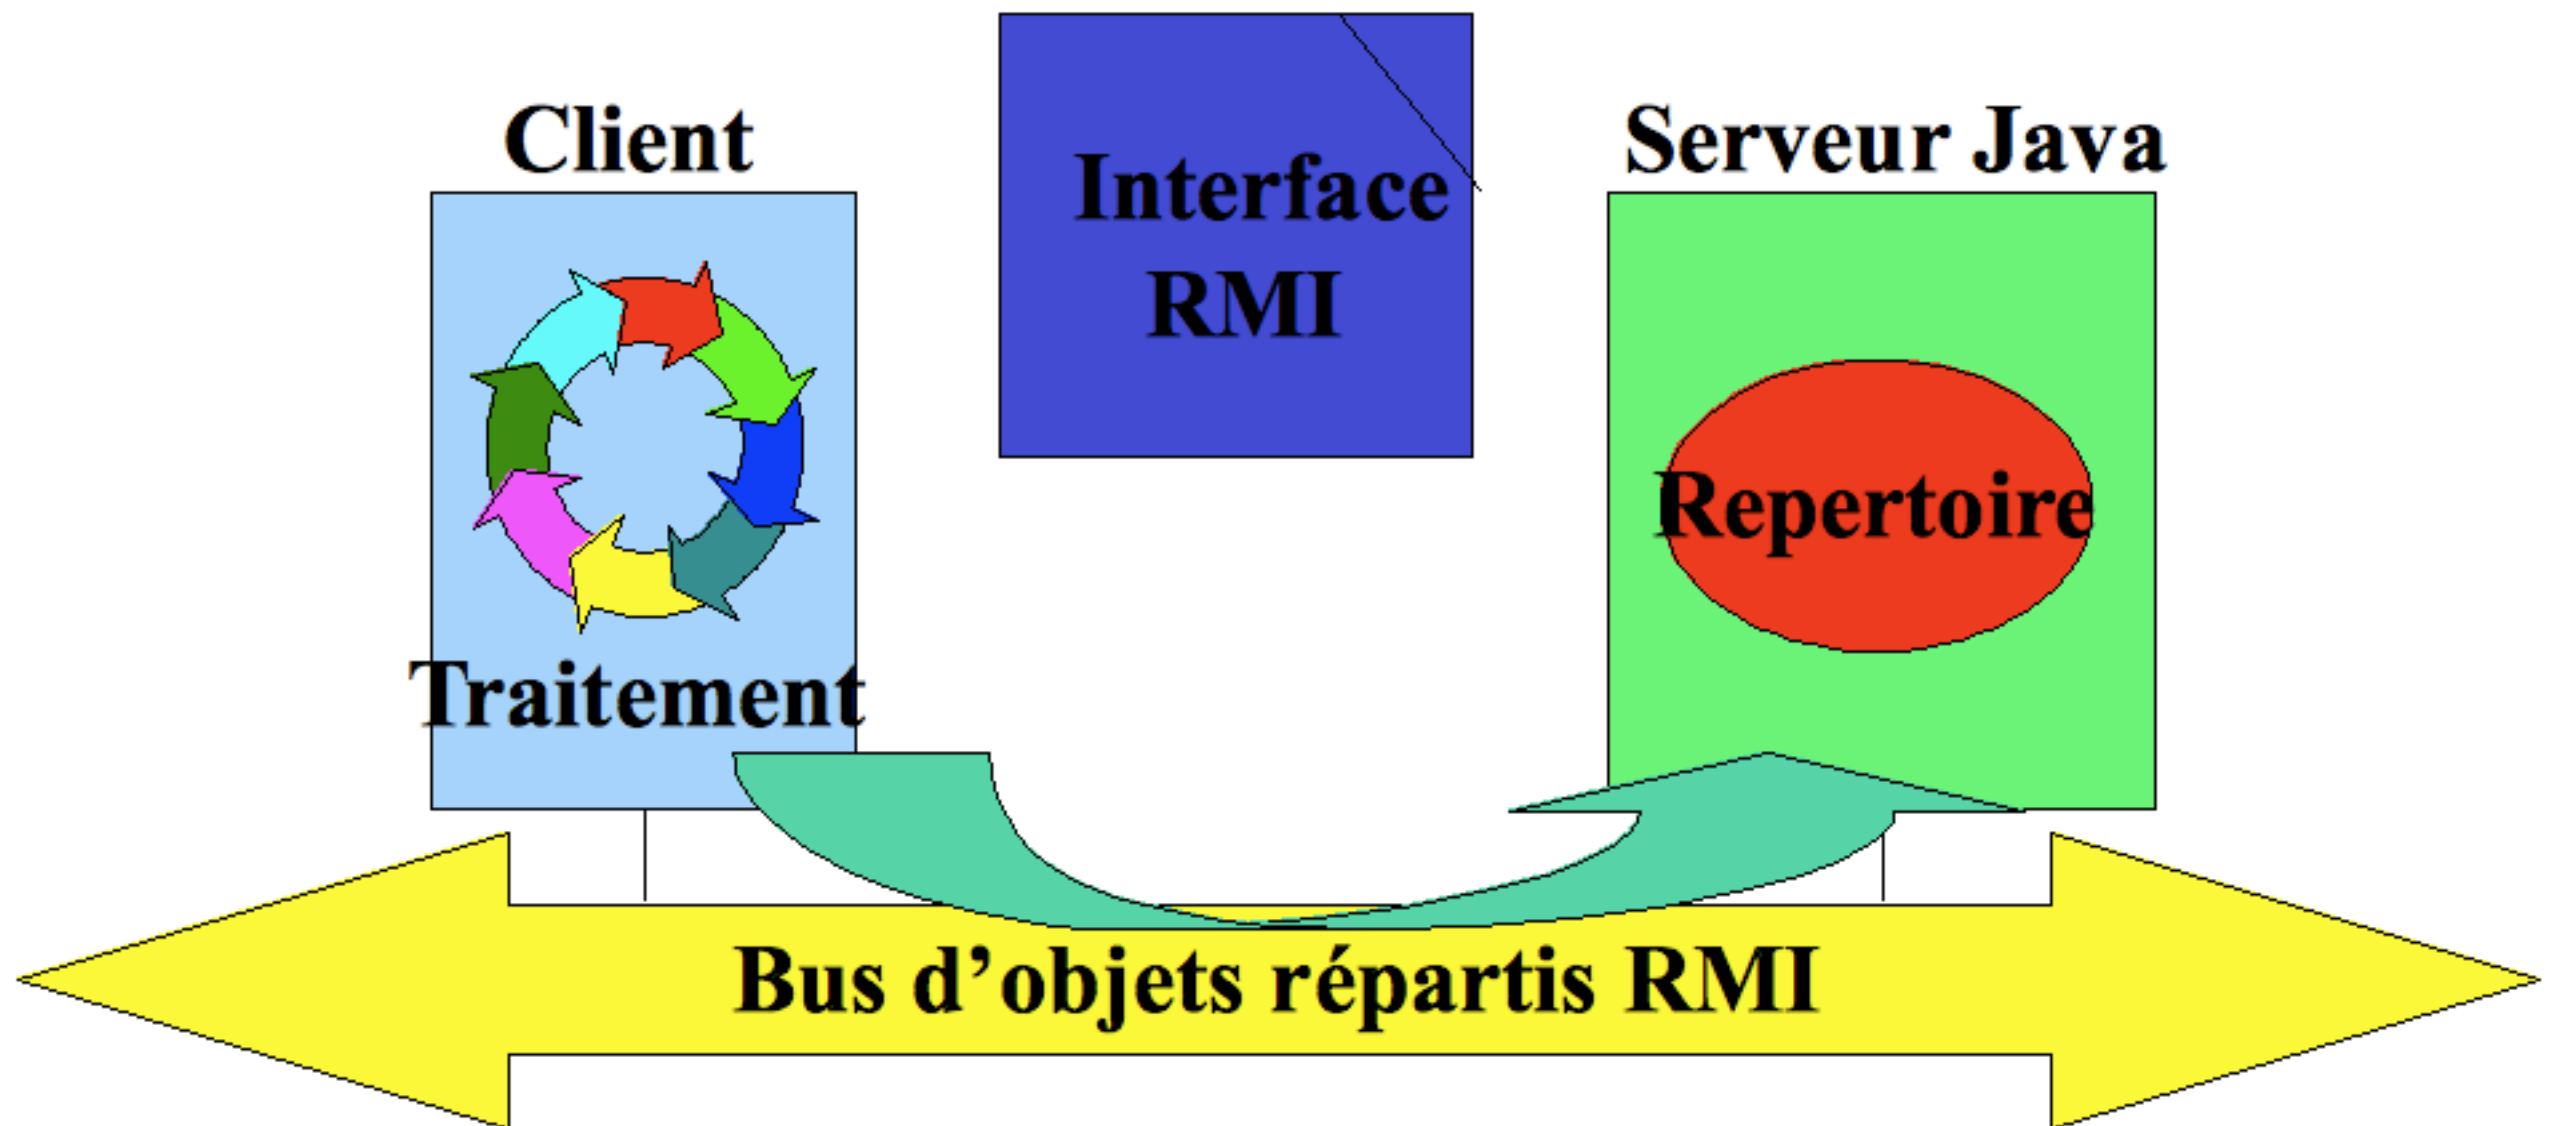 Client
Interface
RMI
Serveur Java
Repertoire
Traitement
Bus d’objets répartis RMI